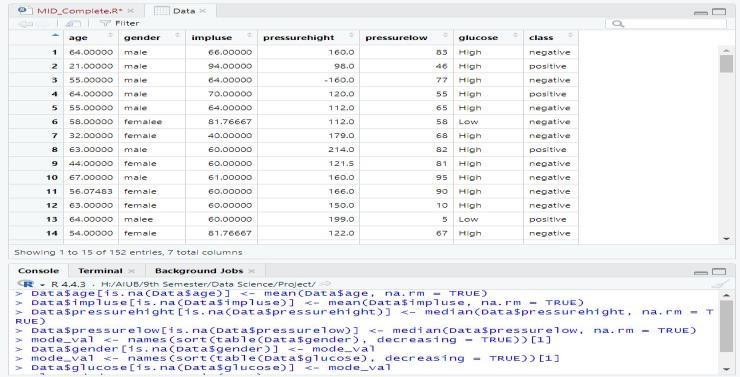 MID_Complete.R* × Data ×
Filter
age gender impluse pressurehight pressurelow glucose class
1 64.00000 male 66.00000 160.0 83 High negative
2 21.00000 male 94.00000 98.0 46 High positive
3 55.00000 male 64.00000 -160.0 77 High negative
4 64.00000 male 70.00000 120.0 55 High positive
5 55.00000 male 64.00000 112.0 65 High negative
6 58.00000 femalee 81.76667 112.0 58 Low negative
7 32.00000 female 40.00000 179.0 68 High negative
8 63.00000 male 60.00000 214.0 82 High positive
9 44.00000 female 60.00000 121.5 81 High negative
10 67.00000 male 61.00000 160.0 95 High negative
11 56.07483 female 60.00000 166.0 90 High negative
12 63.00000 female 60.00000 150.0 10 High negative
13 64.00000 malee 60.00000 199.0 5 Low positive
14 54.00000 female 81.76667 122.0 67 High negative
Showing 1 to 15 of 152 entries, 7 total columns
Console Terminal × Background Jobs ×
R 4.4.3 · H:/AIUB/9th Semester/Data Science/Project/
> Data$age[is.na(Data$age)] <- mean(Data$age, na.rm = TRUE)
> Data$impluse[is.na(Data$impluse)] <- mean(Data$impluse, na.rm = TRUE)
> Data$pressurehight[is.na(Data$pressurehight)] <- median(Data$pressurehight, na.rm = T
RUE)
> Data$pressurelow[is.na(Data$pressurelow)] <- median(Data$pressurelow, na.rm = TRUE)
> mode_val <- names(sort(table(Data$gender), decreasing = TRUE))[1]
> Data$gender[is.na(Data$gender)] <- mode_val
> mode_val <- names(sort(table(Data$glucose), decreasing = TRUE))[1]
> Data$glucose[is.na(Data$glucose)] <- mode_val